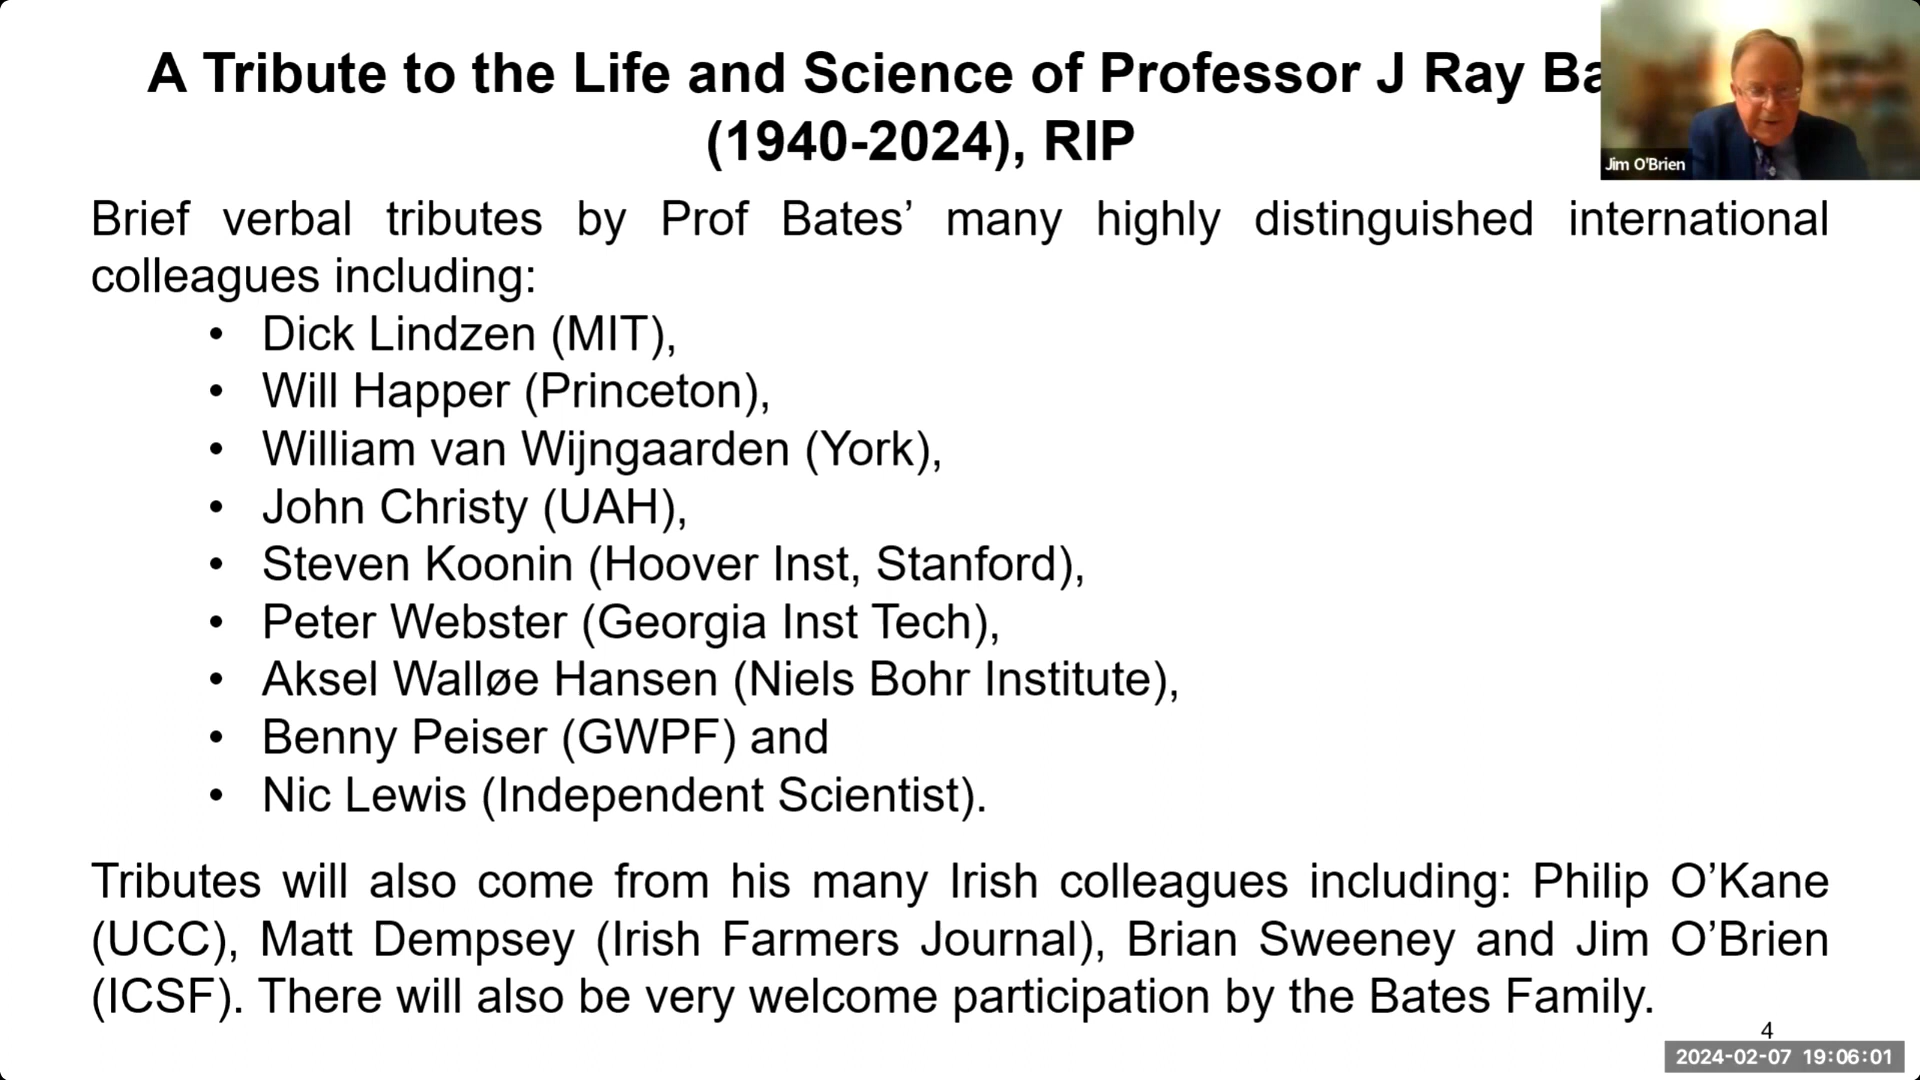 A Tribute to the Life and Science of Professor J Ray Ba
(1940-2024), RIP
Jim O'Brien
Brief verbal tributes by Prof Bates’ many highly distinguished international
colleagues including:
• Dick Lindzen (MIT),
• Will Happer (Princeton),
• William van Wijngaarden (York),
• John Christy (UAH),
• Steven Koonin (Hoover Inst, Stanford),
• Peter Webster (Georgia Inst Tech),
• Aksel Walløe Hansen (Niels Bohr Institute),
• Benny Peiser (GWPF) and
• Nic Lewis (Independent Scientist).
Tributes will also come from his many Irish colleagues including: Philip O’Kane
(UCC), Matt Dempsey (Irish Farmers Journal), Brian Sweeney and Jim O’Brien
(ICSF). There will also be very welcome participation by the Bates Family.
4
2024-02-07 19:06:01